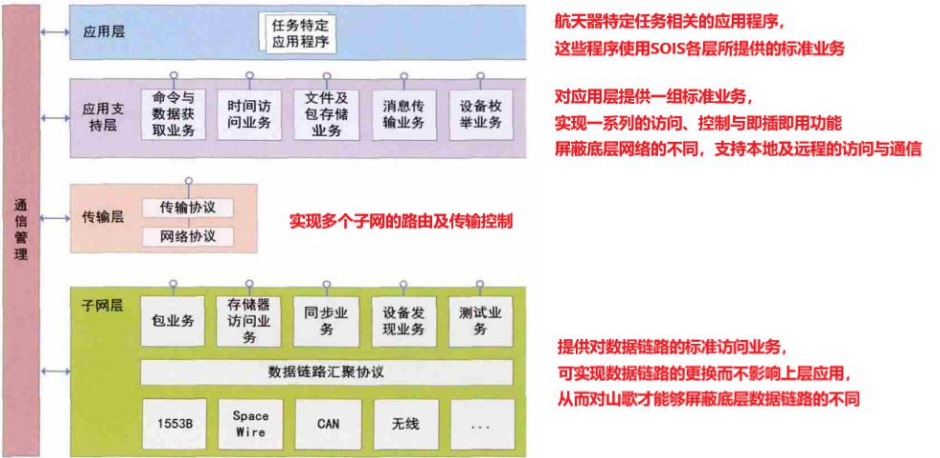 通信管理
应用层
任务特定
应用程序
航天器特定任务相关的应用程序，
这些程序使用SOIS各层所提供的标准业务
应用支
持层
命令与
数据获
取业务
时间访
问业务
文件及
包存储
业务
消息传
输业务
设备枚
举业务
对应用层提供一组标准业务，
实现一系列的访问、控制与即插即用功能
屏蔽底层网络的不同，支持本地及远程的访问与通信
传输层
传输协议
网络协议
实现多个子网的路由及传输控制
子网层
包业务
存储器
访问业
务
同步业
务
设备发
现业务
测试业
务
数据链路汇聚协议
1553B
Space
Wire
CAN
无线
...
提供对数据链路的标准访问业务，
可实现数据链路的更换而不影响上层应用，
从而对山歌才能够屏蔽底层数据链路的不同